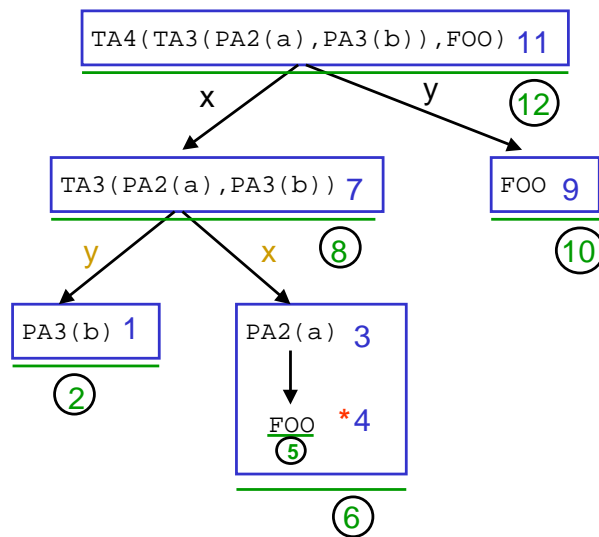 TA4(TA3(PA2(a),PA3(b)),FOO) 11
12
x y
TA3(PA2(a),PA3(b)) 7
8
FOO 9
10
y x
PA3(b) 1
2
PA2(a) 3
FOO *4
5
6